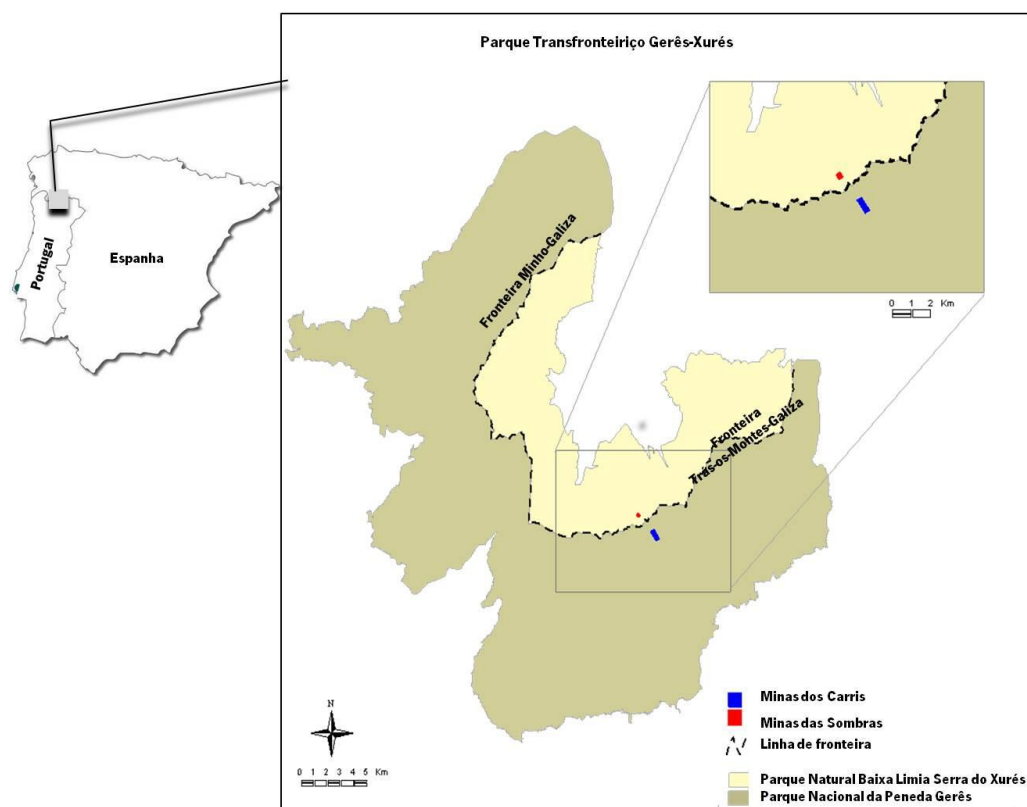 Parque Transfronteiriço Gerês-Xurés
Portugal
Espanha
Fronteira Minho-Galiza
Fronteira
Trás-os-Montes-Galiza
0 1 2 Km
N
0 1 2 3 4 5 Km
Minas dos Carris
Minas das Sombras
Linha de fronteira
Parque Natural Baixa Limia Serra do Xurés
Parque Nacional da Peneda Gerês